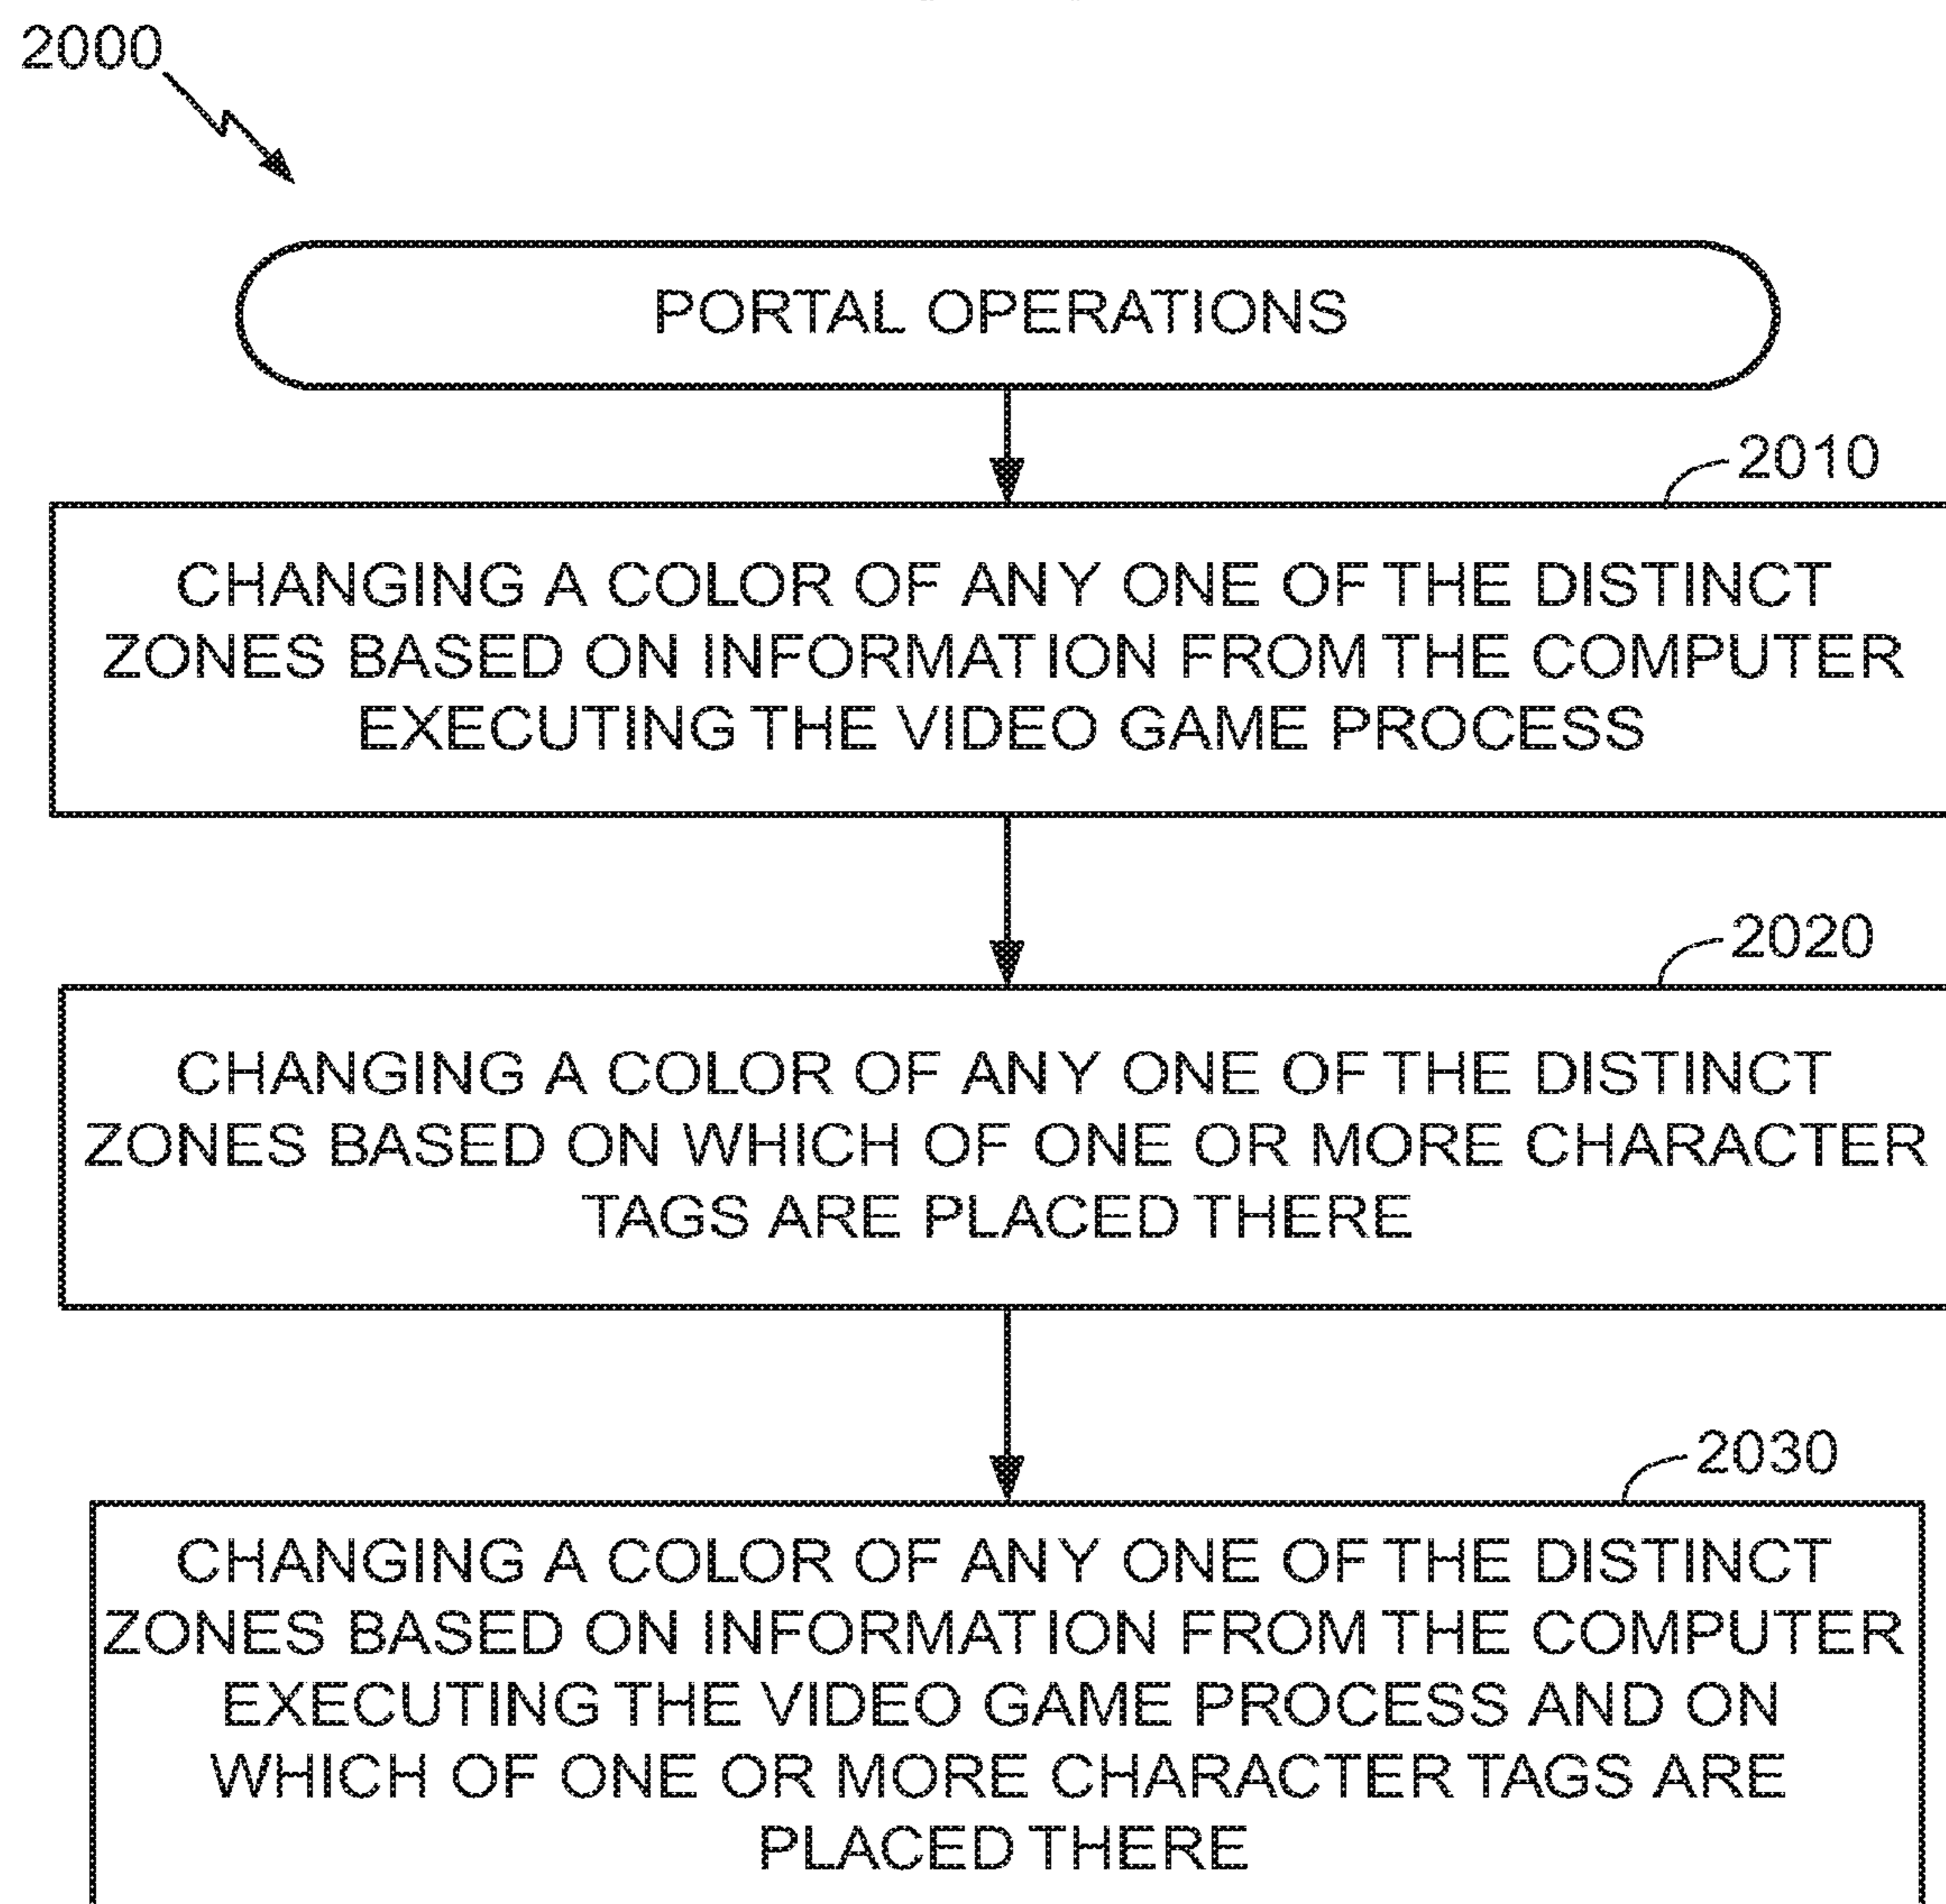 2000
PORTAL OPERATIONS
2010
CHANGING A COLOR OF ANY ONE OF THE DISTINCT
ZONES BASED ON INFORMATION FROM THE COMPUTER
EXECUTING THE VIDEO GAME PROCESS
2020
CHANGING A COLOR OF ANY ONE OF THE DISTINCT
ZONES BASED ON WHICH OF ONE OR MORE CHARACTER
TAGS ARE PLACED THERE
2030
CHANGING A COLOR OF ANY ONE OF THE DISTINCT
ZONES BASED ON INFORMATION FROM THE COMPUTER
EXECUTING THE VIDEO GAME PROCESS AND ON
WHICH OF ONE OR MORE CHARACTER TAGS ARE
PLACED THERE